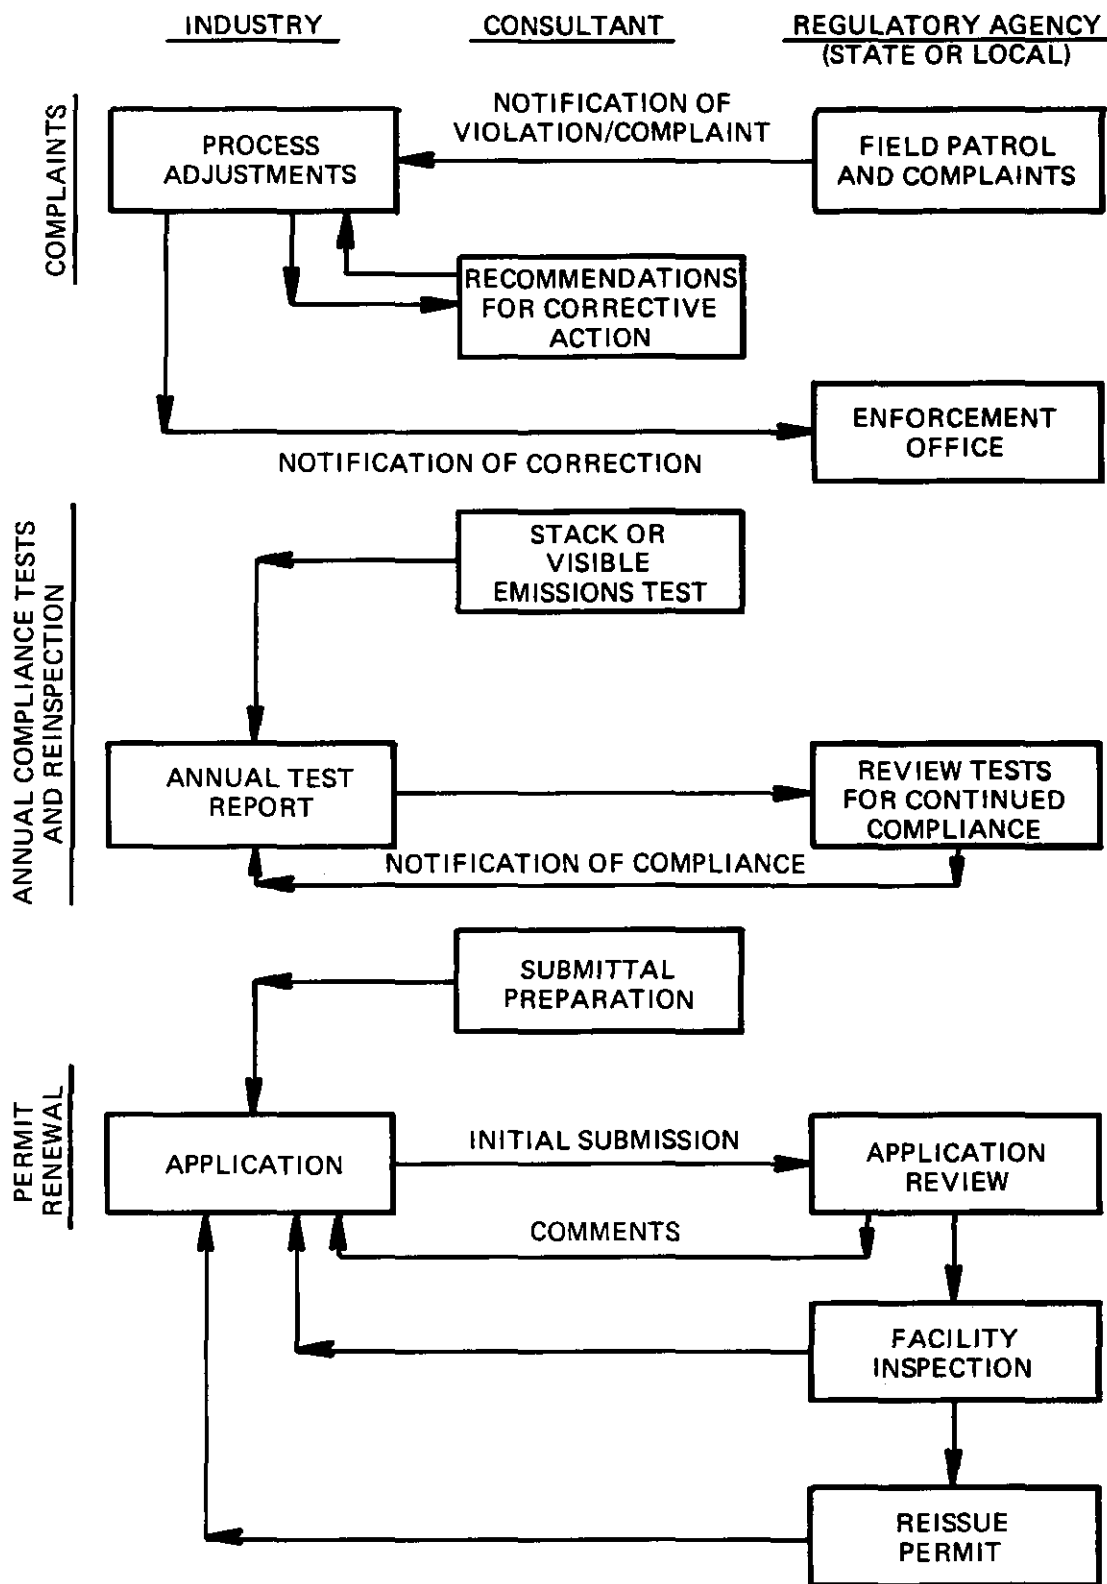 INDUSTRY
CONSULTANT
REGULATORY AGENCY
(STATE OR LOCAL)
COMPLAINTS
PROCESS
ADJUSTMENTS
NOTIFICATION OF
VIOLATION/COMPLAINT
FIELD PATROL
AND COMPLAINTS
RECOMMENDATIONS
FOR CORRECTIVE
ACTION
ENFORCEMENT
OFFICE
NOTIFICATION OF CORRECTION
ANNUAL COMPLIANCE TESTS
AND REINSPECTION
STACK OR
VISIBLE
EMISSIONS TEST
ANNUAL TEST
REPORT
REVIEW TESTS
FOR CONTINUED
COMPLIANCE
NOTIFICATION OF COMPLIANCE
SUBMITTAL
PREPARATION
PERMIT
RENEWAL
APPLICATION
INITIAL SUBMISSION
APPLICATION
REVIEW
COMMENTS
FACILITY
INSPECTION
REISSUE
PERMIT